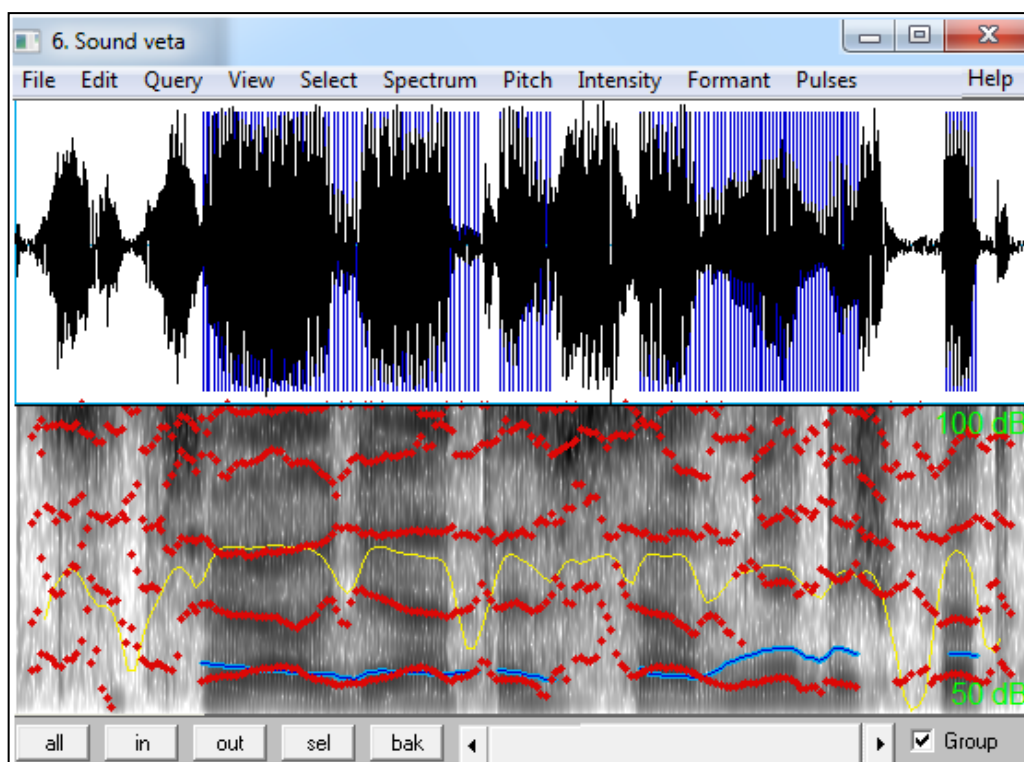 6. Sound veta
File Edit Query View Select Spectrum Pitch Intensity Formant Pulses Help
100 dB
50 dB
all in out sel bak Group